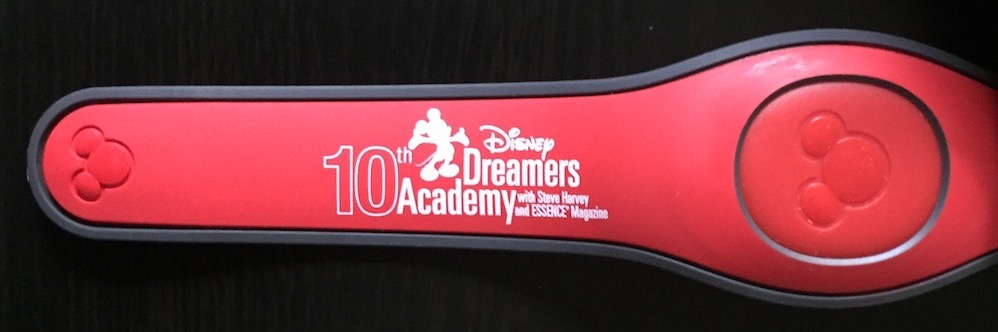 10th
Disney
Dreamers
Academy
with Steve Harvey
and ESSENCE® Magazine